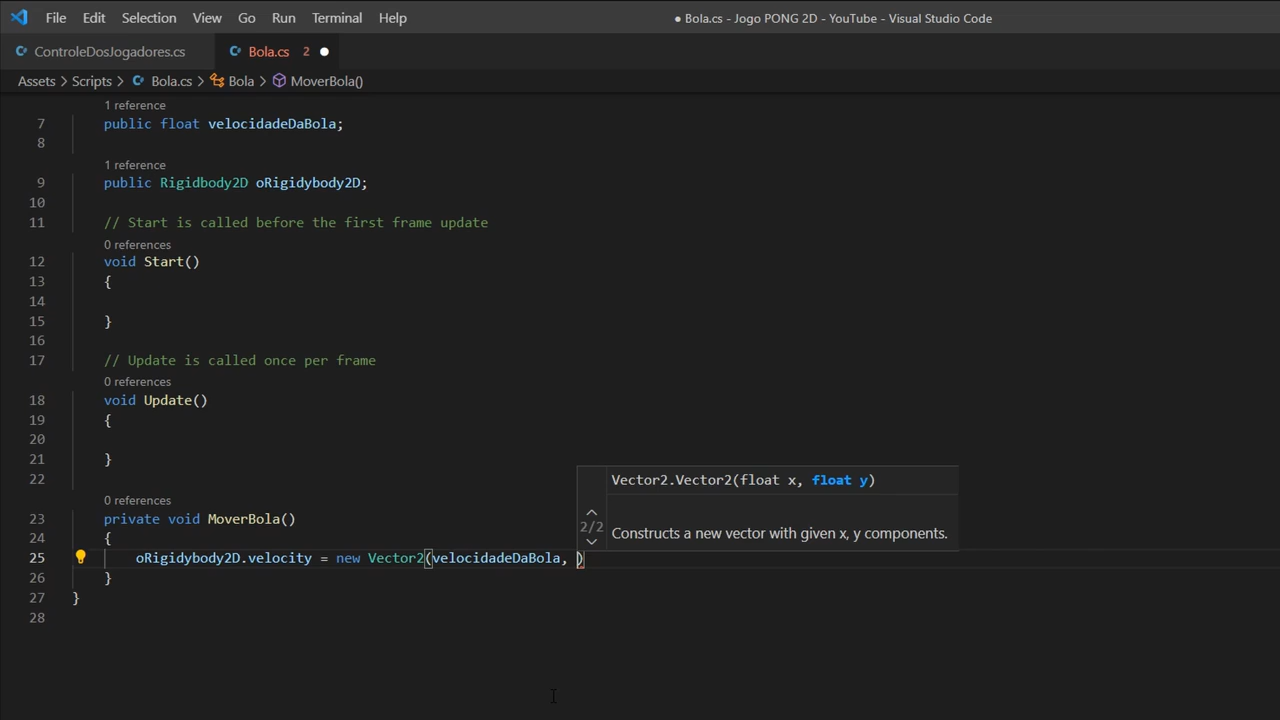 File Edit Selection View Go Run Terminal Help ● Bola.cs - Jogo PONG 2D - YouTube - Visual Studio Code
ControleDosJogadores.cs Bola.cs 2 ●
Assets > Scripts > Bola.cs > Bola > MoverBola()
1 reference
7 public float velocidadeDaBola;
8
1 reference
9 public Rigidbody2D oRigidybody2D;
10
11 // Start is called before the first frame update
0 references
12 void Start()
13 {
14
15 }
16
17 // Update is called once per frame
0 references
18 void Update()
19 {
20
21 }
22
0 references
23 private void MoverBola()
24 {
25 oRigidybody2D.velocity = new Vector2(velocidadeDaBola, )
26 }
27 }
28
Vector2.Vector2(float x, float y)
2/2
Constructs a new vector with given x, y components.